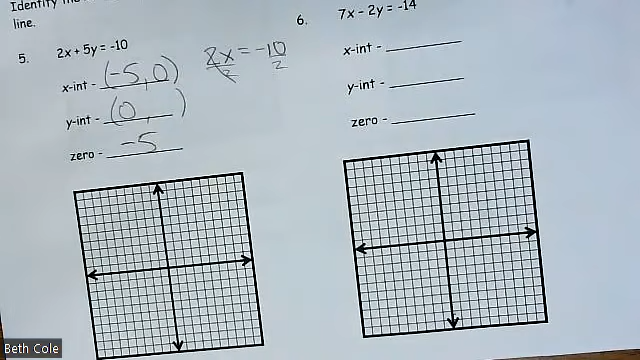 Identify the
line.
5.
2x + 5y = -10
x-int - (-5, 0)
y-int - (0, )
zero - -5
2x/2 = -10/2
6.
7x - 2y = -14
x-int -
y-int -
zero -
Beth Cole